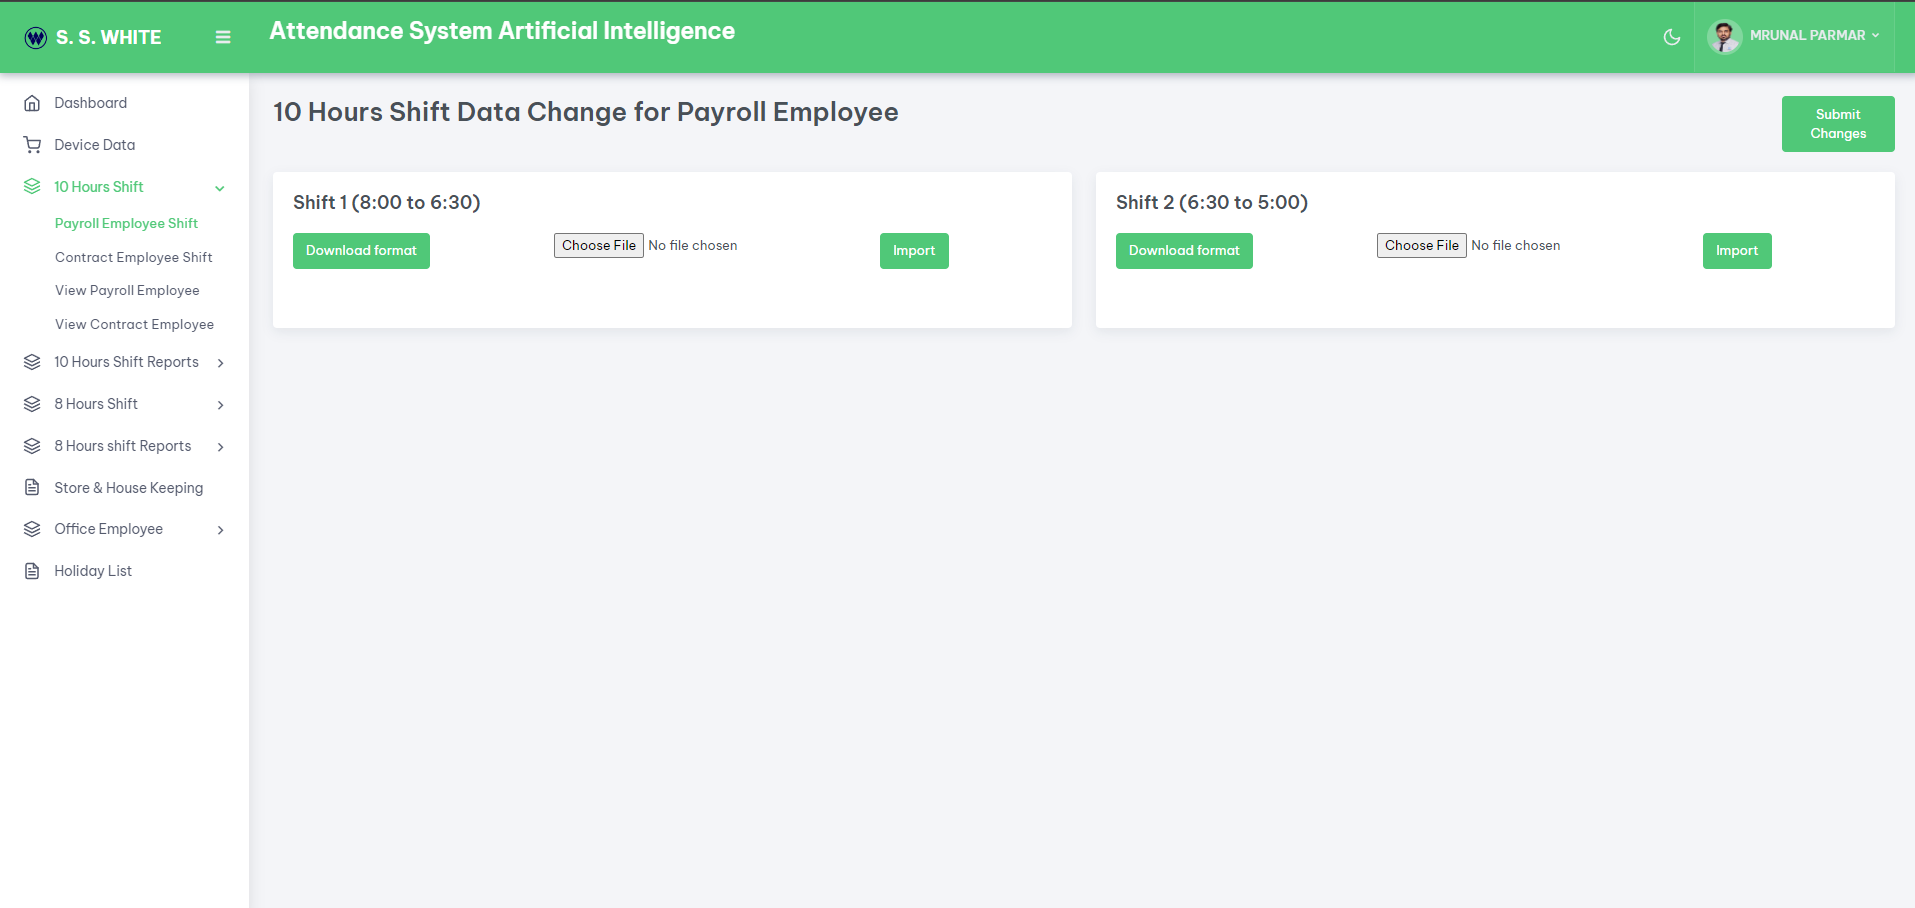 S. S. WHITE
Attendance System Artificial Intelligence
MRUNAL PARMAR
Dashboard
Device Data
10 Hours Shift
Payroll Employee Shift
Contract Employee Shift
View Payroll Employee
View Contract Employee
10 Hours Shift Reports
8 Hours Shift
8 Hours shift Reports
Store & House Keeping
Office Employee
Holiday List
10 Hours Shift Data Change for Payroll Employee
Submit
Changes
Shift 1 (8:00 to 6:30)
Download format Choose File No file chosen Import
Shift 2 (6:30 to 5:00)
Download format Choose File No file chosen Import